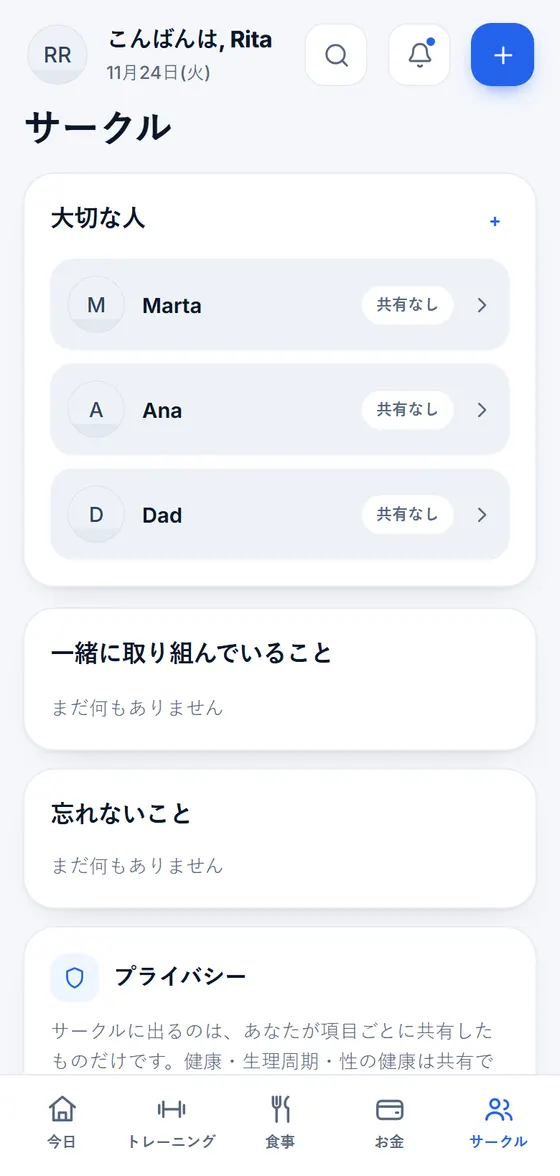 RR
こんばんは, Rita
11月24日(火)
サークル
大切な人
+
M
Marta
共有なし
A
Ana
共有なし
D
Dad
共有なし
一緒に取り組んでいること
まだ何もありません
忘れないこと
まだ何もありません
プライバシー
サークルに出るのは、あなたが項目ごとに共有した
ものだけです。健康・生理周期・性の健康は共有で
今日
トレーニング
食事
お金
サークル